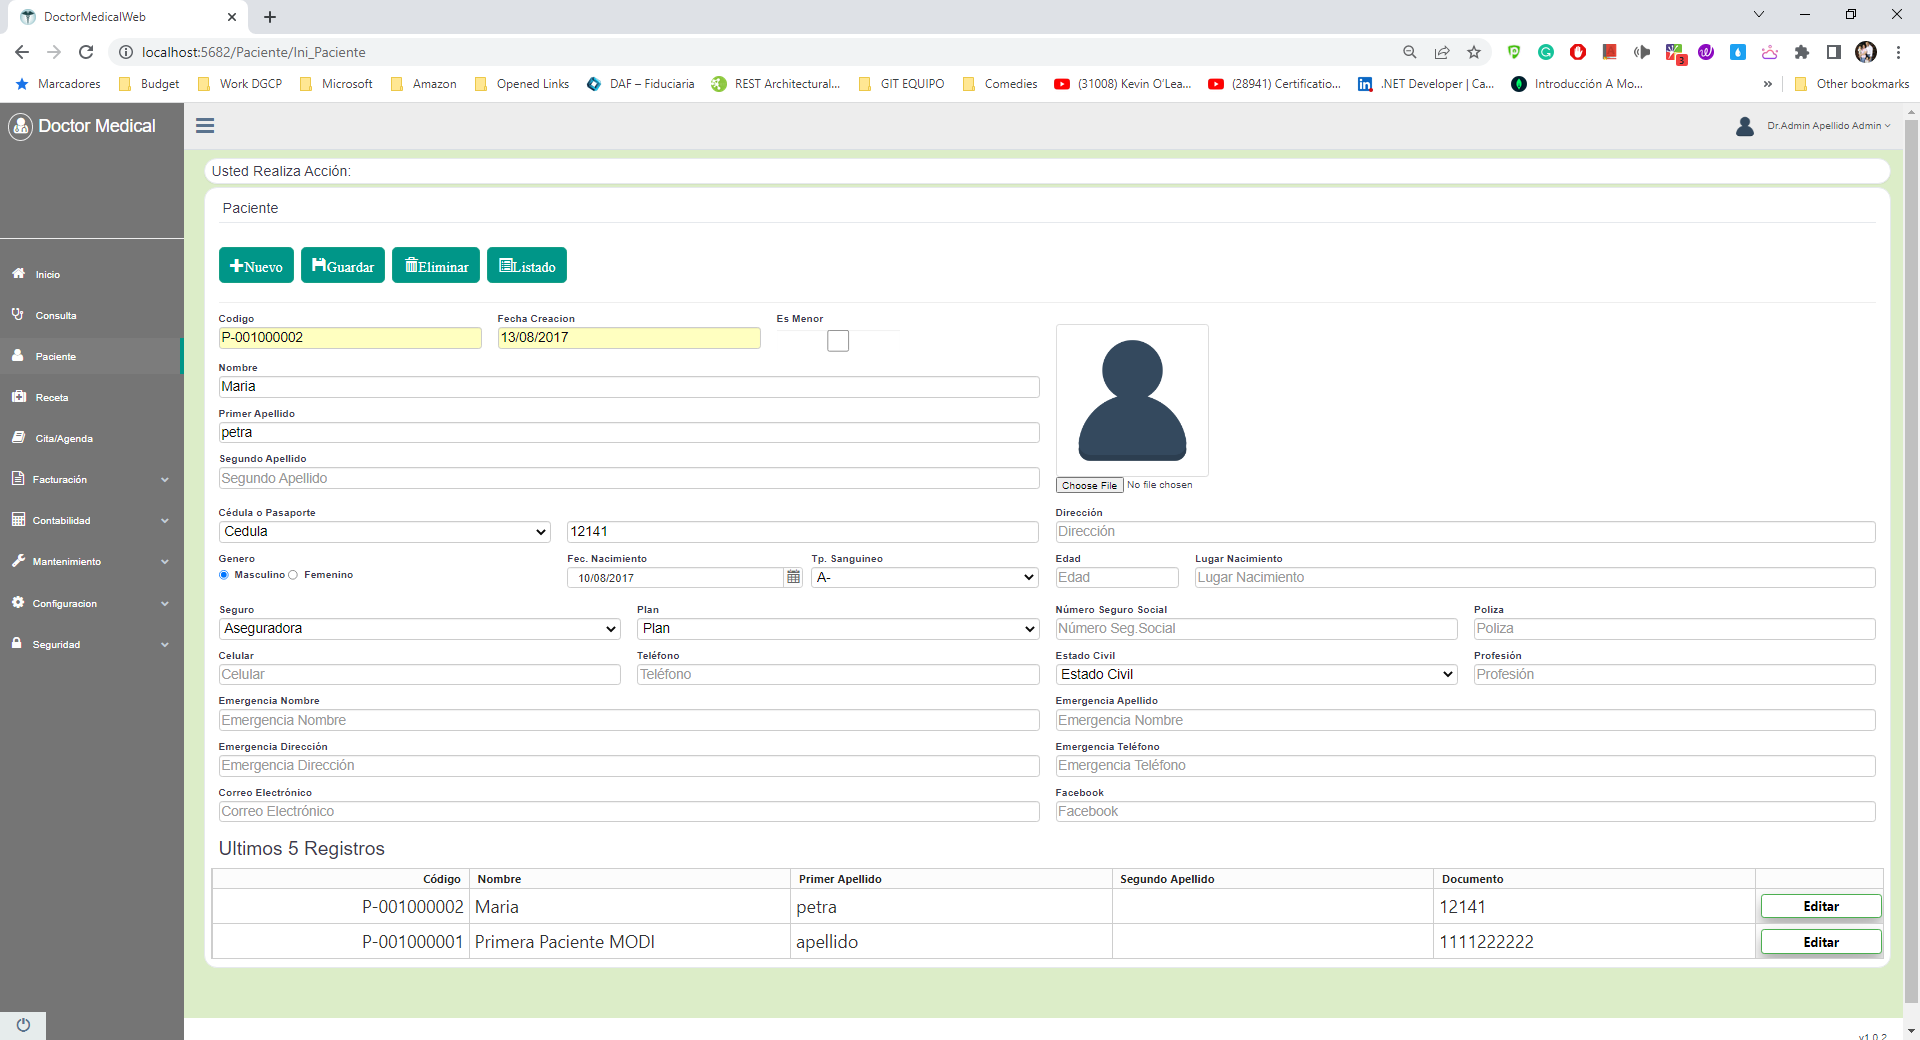 DoctorMedicalWeb
localhost:5682/Paciente/Ini_Paciente
3
Marcadores Budget Work DGCP Microsoft Amazon Opened Links DAF – Fiduciaria REST Architectural... GIT EQUIPO Comedies (31008) Kevin O'Lea... (28941) Certificatio... .NET Developer | Ca... Introducción A Mo... » Other bookmarks
Doctor Medical
Dr.Admin Apellido Admin
Inicio
Consulta
Paciente
Receta
Cita/Agenda
Facturación
Contabilidad
Mantenimiento
Configuracion
Seguridad
Usted Realiza Acción:
Paciente
Nuevo Guardar Eliminar Listado
Codigo Fecha Creacion Es Menor
P-001000002 13/08/2017
Nombre
Maria
Primer Apellido
petra
Segundo Apellido
Segundo Apellido
Choose File No file chosen
Cédula o Pasaporte Dirección
Cedula 12141 Dirección
Genero Fec. Nacimiento Tp. Sanguineo Edad Lugar Nacimiento
Masculino Femenino 10/08/2017 A- Edad Lugar Nacimiento
Seguro Plan Número Seguro Social Poliza
Aseguradora Plan Número Seg.Social Poliza
Celular Teléfono Estado Civil Profesión
Celular Teléfono Estado Civil Profesión
Emergencia Nombre Emergencia Apellido
Emergencia Nombre Emergencia Nombre
Emergencia Dirección Emergencia Teléfono
Emergencia Dirección Emergencia Teléfono
Correo Electrónico Facebook
Correo Electrónico Facebook
Ultimos 5 Registros
Código Nombre Primer Apellido Segundo Apellido Documento
P-001000002 Maria petra 12141 Editar
P-001000001 Primera Paciente MODI apellido 1111222222 Editar
v1.0.2